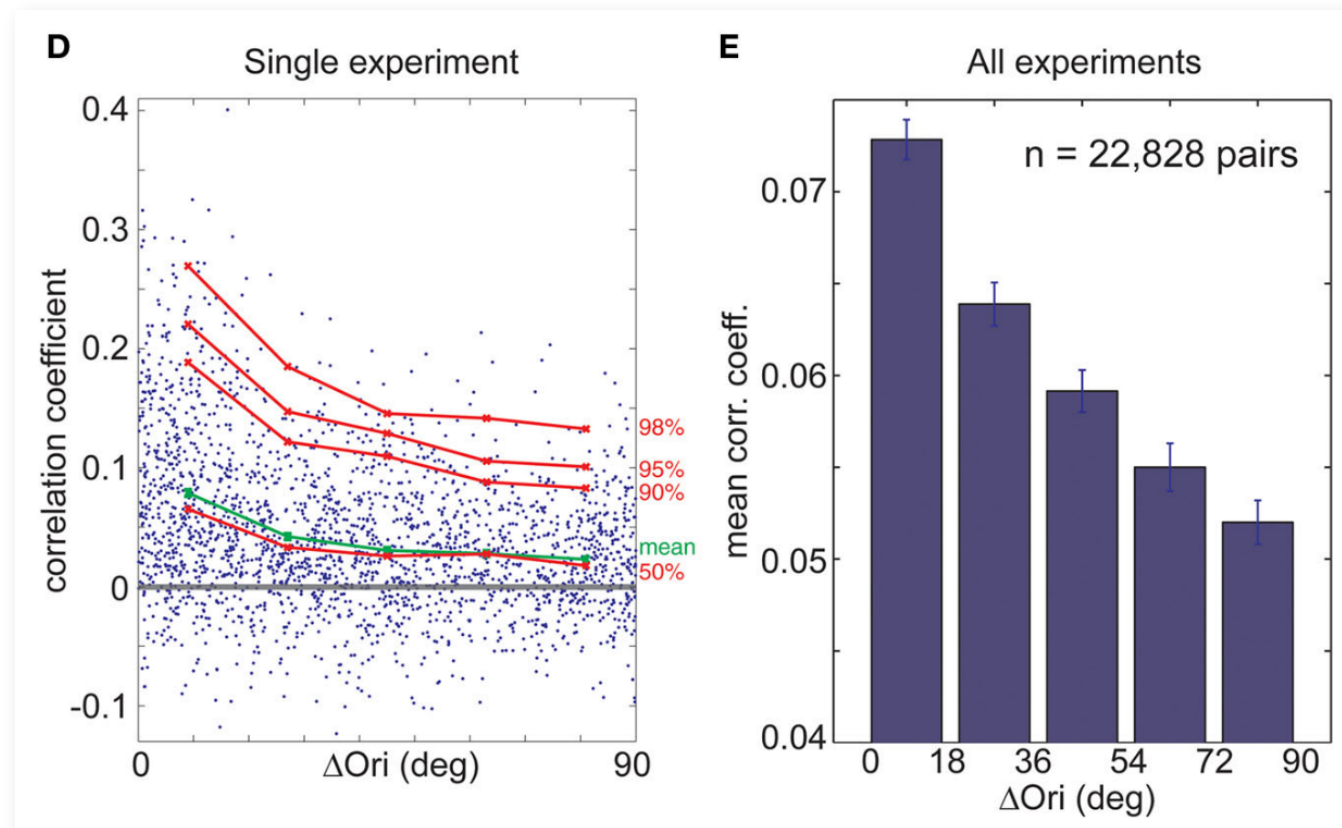 D
Single experiment
0.4
0.3
0.2
0.1
0
-0.1
correlation coefficient
98%
95%
90%
mean
50%
0
ΔOri (deg)
90
E
All experiments
n = 22,828 pairs
0.07
0.06
0.05
0.04
mean corr. coeff.
0 18 36 54 72 90
ΔOri (deg)